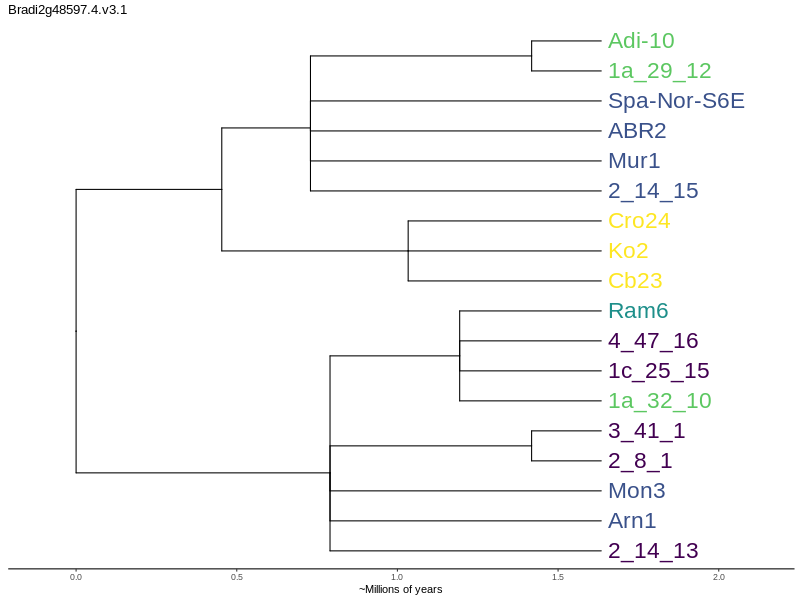 Bradi2g48597.4.v3.1
Adi-10
1a_29_12
Spa-Nor-S6E
ABR2
Mur1
2_14_15
Cro24
Ko2
Cb23
Ram6
4_47_16
1c_25_15
1a_32_10
3_41_1
2_8_1
Mon3
Arn1
2_14_13
0.0 0.5 1.0 1.5 2.0
~Millions of years